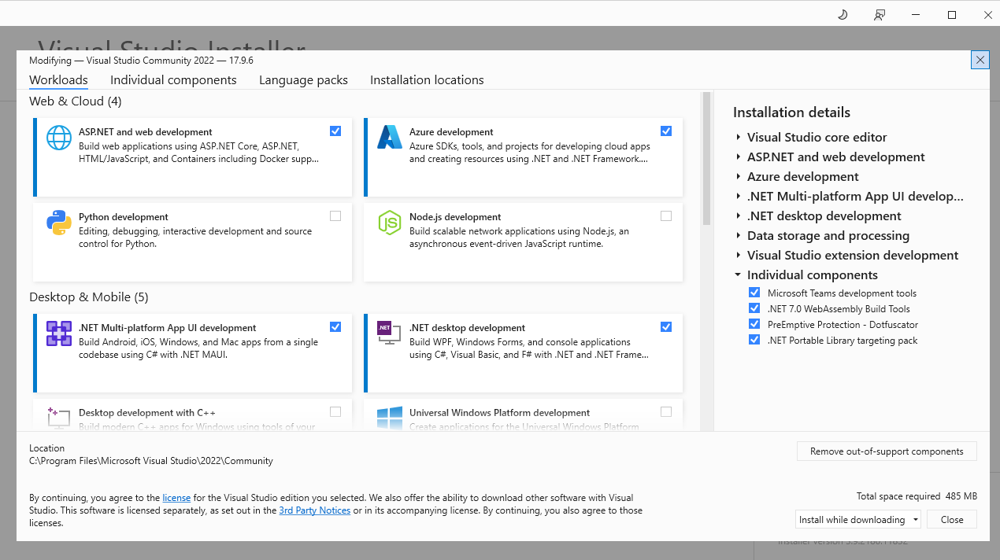 Visual Studio Installer
Modifying — Visual Studio Community 2022 — 17.9.6
Workloads Individual components Language packs Installation locations
Web & Cloud (4)
ASP.NET and web development
Build web applications using ASP.NET Core, ASP.NET,
HTML/JavaScript, and Containers including Docker supp...
Azure development
Azure SDKs, tools, and projects for developing cloud apps
and creating resources using .NET and .NET Framework....
Python development
Editing, debugging, interactive development and source
control for Python.
JS
Node.js development
Build scalable network applications using Node.js, an
asynchronous event-driven JavaScript runtime.
Desktop & Mobile (5)
.NET Multi-platform App UI development
Build Android, iOS, Windows, and Mac apps from a single
codebase using C# with .NET MAUI.
.NET
.NET desktop development
Build WPF, Windows Forms, and console applications
using C#, Visual Basic, and F# with .NET and .NET Frame...
Desktop development with C++
Build modern C++ apps for Windows using tools of your
Universal Windows Platform development
Create applications for the Universal Windows Platform
Installation details
Visual Studio core editor
ASP.NET and web development
Azure development
.NET Multi-platform App UI develop...
.NET desktop development
Data storage and processing
Visual Studio extension development
Individual components
Microsoft Teams development tools
.NET 7.0 WebAssembly Build Tools
PreEmptive Protection - Dotfuscator
.NET Portable Library targeting pack
Location
C:\Program Files\Microsoft Visual Studio\2022\Community
Remove out-of-support components
By continuing, you agree to the license for the Visual Studio edition you selected. We also offer the ability to download other software with Visual
Studio. This software is licensed separately, as set out in the 3rd Party Notices or in its accompanying license. By continuing, you also agree to those
licenses.
Total space required 485 MB
Install while downloading
Close
Installer version